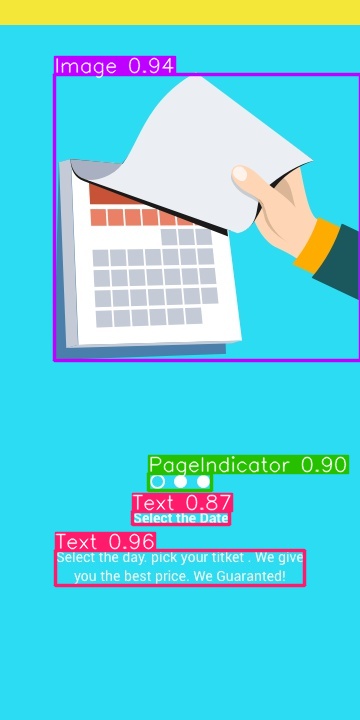 Image 0.94
PageIndicator 0.90
Text 0.87
Select the Date
Text 0.96
Select the day. pick your titket . We give
you the best price. We Guaranted!